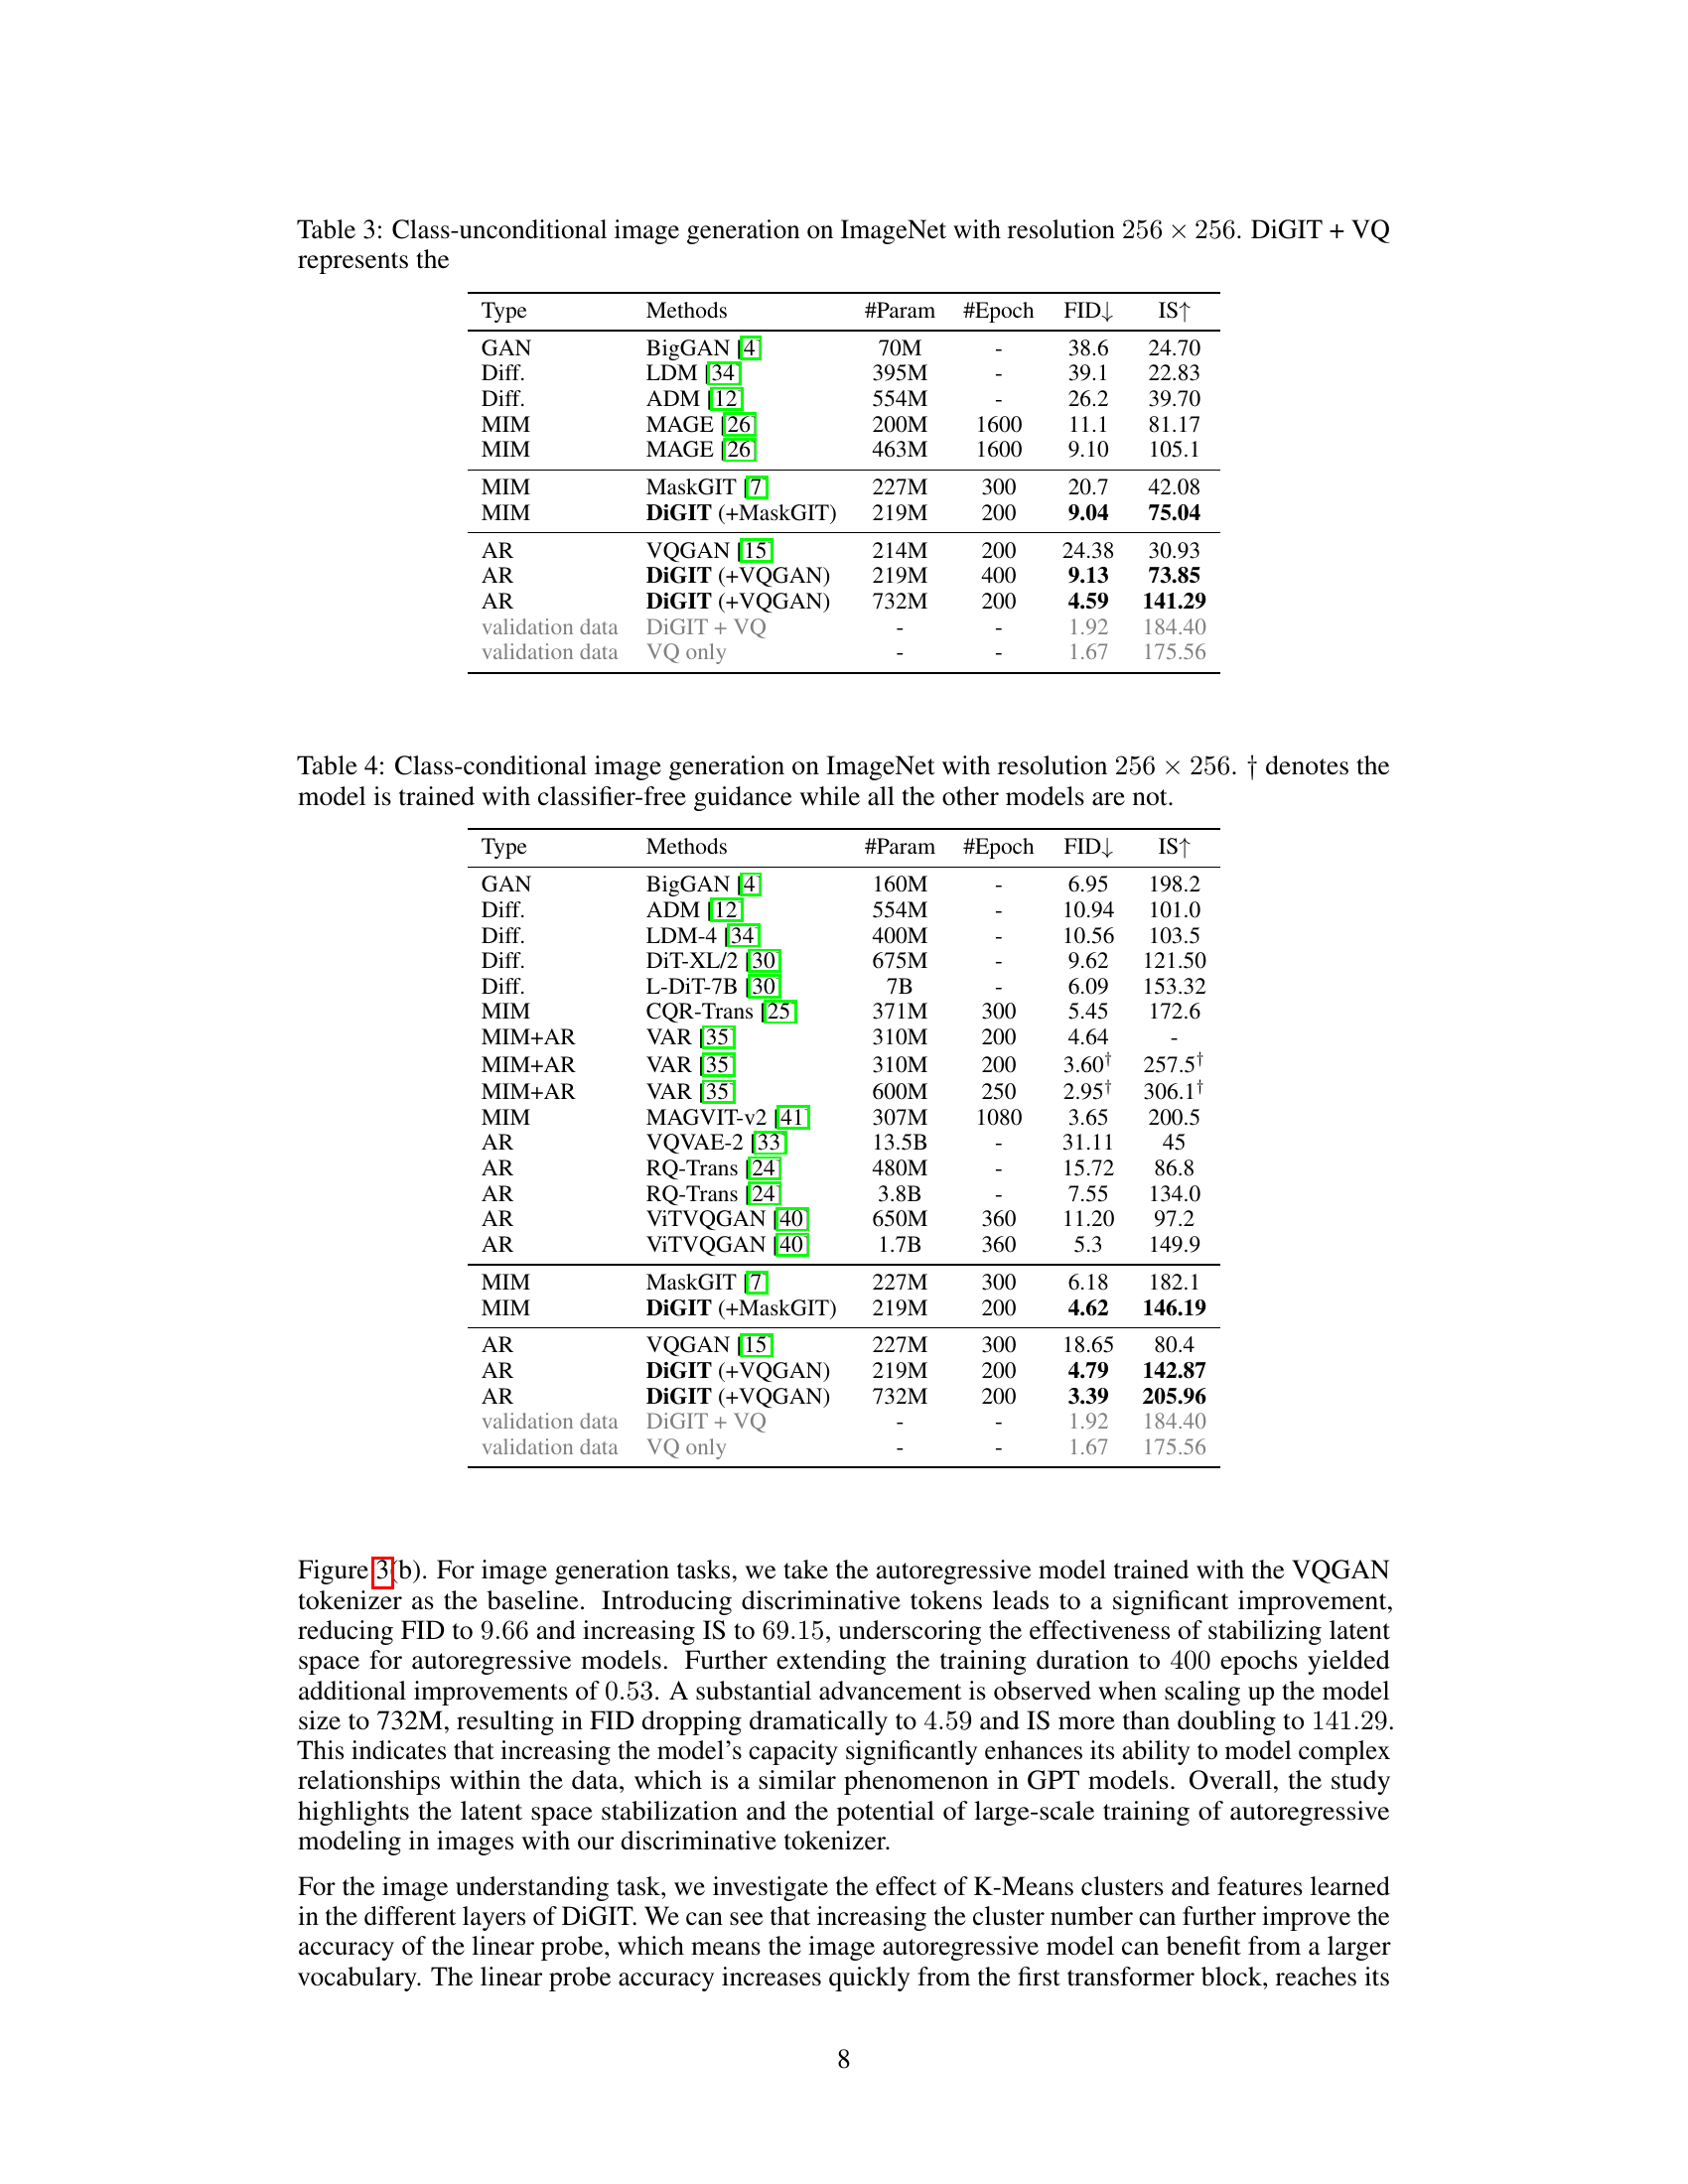 Table 3: Class-unconditional image generation on ImageNet with resolution 256 × 256. DiGIT + VQ
represents the
Type Methods #Param #Epoch FID↓ IS↑
GAN BigGAN [4] 70M - 38.6 24.70
Diff. LDM [34] 395M - 39.1 22.83
Diff. ADM [12] 554M - 26.2 39.70
MIM MAGE [26] 200M 1600 11.1 81.17
MIM MAGE [26] 463M 1600 9.10 105.1
MIM MaskGIT [7] 227M 300 20.7 42.08
MIM DiGIT (+MaskGIT) 219M 200 9.04 75.04
AR VQGAN [15] 214M 200 24.38 30.93
AR DiGIT (+VQGAN) 219M 400 9.13 73.85
AR DiGIT (+VQGAN) 732M 200 4.59 141.29
validation data DiGIT + VQ - - 1.92 184.40
validation data VQ only - - 1.67 175.56
Table 4: Class-conditional image generation on ImageNet with resolution 256 × 256. † denotes the
model is trained with classifier-free guidance while all the other models are not.
Type Methods #Param #Epoch FID↓ IS↑
GAN BigGAN [4] 160M - 6.95 198.2
Diff. ADM [12] 554M - 10.94 101.0
Diff. LDM-4 [34] 400M - 10.56 103.5
Diff. DiT-XL/2 [30] 675M - 9.62 121.50
Diff. L-DiT-7B [30] 7B - 6.09 153.32
MIM CQR-Trans [25] 371M 300 5.45 172.6
MIM+AR VAR [35] 310M 200 4.64 -
MIM+AR VAR [35] 310M 200 3.60† 257.5†
MIM+AR VAR [35] 600M 250 2.95† 306.1†
MIM MAGVIT-v2 [41] 307M 1080 3.65 200.5
AR VQVAE-2 [33] 13.5B - 31.11 45
AR RQ-Trans [24] 480M - 15.72 86.8
AR RQ-Trans [24] 3.8B - 7.55 134.0
AR ViTVQGAN [40] 650M 360 11.20 97.2
AR ViTVQGAN [40] 1.7B 360 5.3 149.9
MIM MaskGIT [7] 227M 300 6.18 182.1
MIM DiGIT (+MaskGIT) 219M 200 4.62 146.19
AR VQGAN [15] 227M 300 18.65 80.4
AR DiGIT (+VQGAN) 219M 200 4.79 142.87
AR DiGIT (+VQGAN) 732M 200 3.39 205.96
validation data DiGIT + VQ - - 1.92 184.40
validation data VQ only - - 1.67 175.56
Figure 3(b). For image generation tasks, we take the autoregressive model trained with the VQGAN
tokenizer as the baseline. Introducing discriminative tokens leads to a significant improvement,
reducing FID to 9.66 and increasing IS to 69.15, underscoring the effectiveness of stabilizing latent
space for autoregressive models. Further extending the training duration to 400 epochs yielded
additional improvements of 0.53. A substantial advancement is observed when scaling up the model
size to 732M, resulting in FID dropping dramatically to 4.59 and IS more than doubling to 141.29.
This indicates that increasing the model's capacity significantly enhances its ability to model complex
relationships within the data, which is a similar phenomenon in GPT models. Overall, the study
highlights the latent space stabilization and the potential of large-scale training of autoregressive
modeling in images with our discriminative tokenizer.
For the image understanding task, we investigate the effect of K-Means clusters and features learned
in the different layers of DiGIT. We can see that increasing the cluster number can further improve the
accuracy of the linear probe, which means the image autoregressive model can benefit from a larger
vocabulary. The linear probe accuracy increases quickly from the first transformer block, reaches its
8